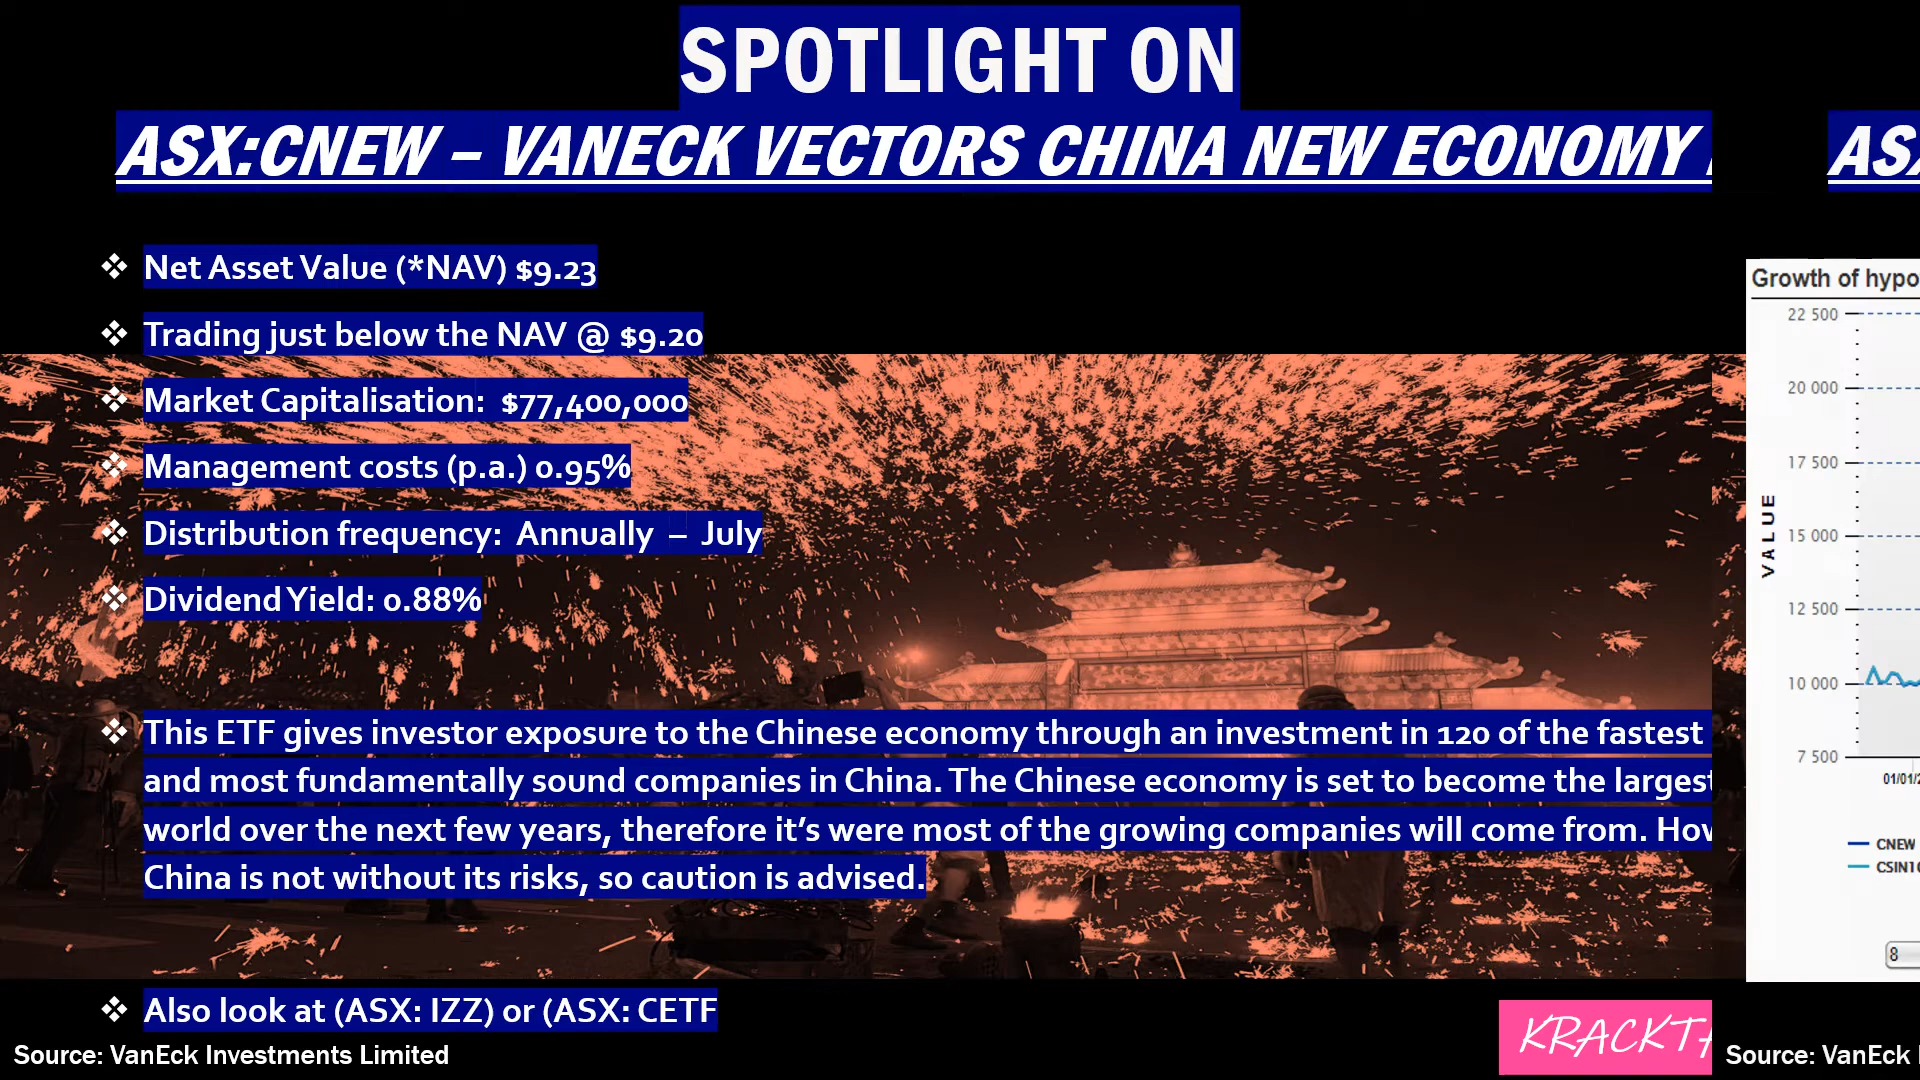 SPOTLIGHT ON
ASX:CNEW – VANECK VECTORS CHINA NEW ECONOMY
❖ Net Asset Value (*NAV) $9.23
❖ Trading just below the NAV @ $9.20
❖ Market Capitalisation: $77,400,000
❖ Management costs (p.a.) 0.95%
❖ Distribution frequency: Annually – July
❖ Dividend Yield: 0.88%
❖ This ETF gives investor exposure to the Chinese economy through an investment in 120 of the fastest
and most fundamentally sound companies in China. The Chinese economy is set to become the largest
world over the next few years, therefore it's were most of the growing companies will come from.
China is not without its risks, so caution is advised.
❖ Also look at (ASX: IZZ) or (ASX: CETF
Source: VanEck Investments Limited
Growth of
22 500
20 000
17 500
15 000
12 500
10 000
7 500
VALUE
CNEW
8
Source: VanEck